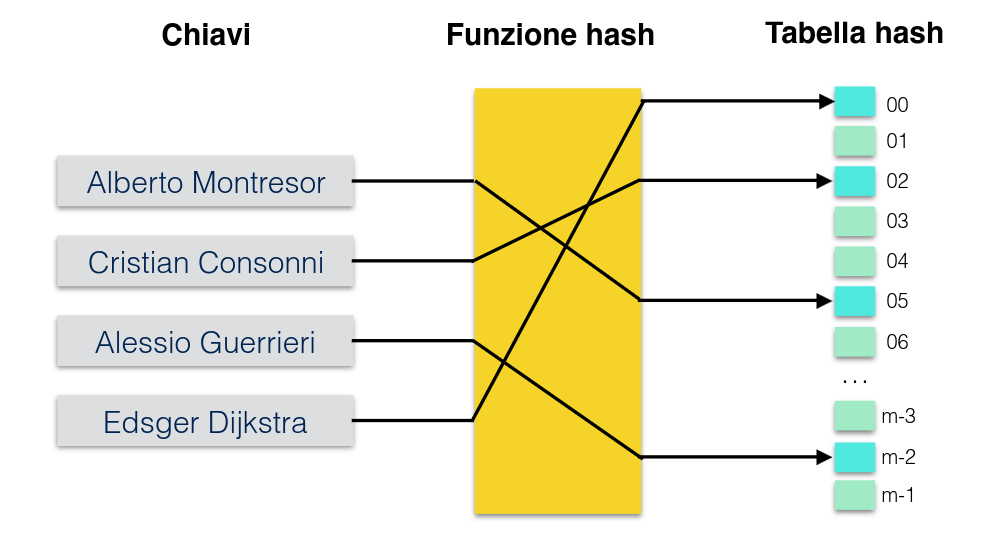 Chiavi
Funzione hash
Tabella hash
Alberto Montresor
Cristian Consonni
Alessio Guerrieri
Edsger Dijkstra
00
01
02
03
04
05
06
...
m-3
m-2
m-1